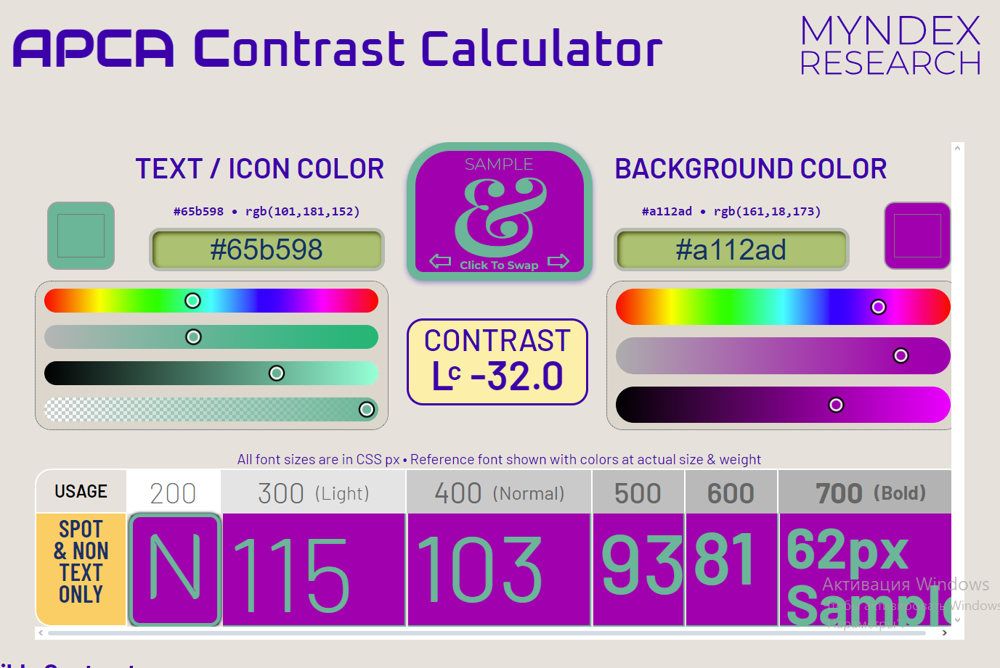 APCA Contrast Calculator
MYNDEX
RESEARCH
TEXT / ICON COLOR
#65b598 • rgb(101,181,152)
#65b598
SAMPLE
&
Click To Swap
BACKGROUND COLOR
#a112ad • rgb(161,18,173)
#a112ad
CONTRAST
Lc -32.0
All font sizes are in CSS px • Reference font shown with colors at actual size & weight
USAGE 200 300 (Light) 400 (Normal) 500 600 700 (Bold)
SPOT
& NON
TEXT
ONLY
N 115 103 93 81 62px
Sample
Активация Windows
Чтобы активировать Windows